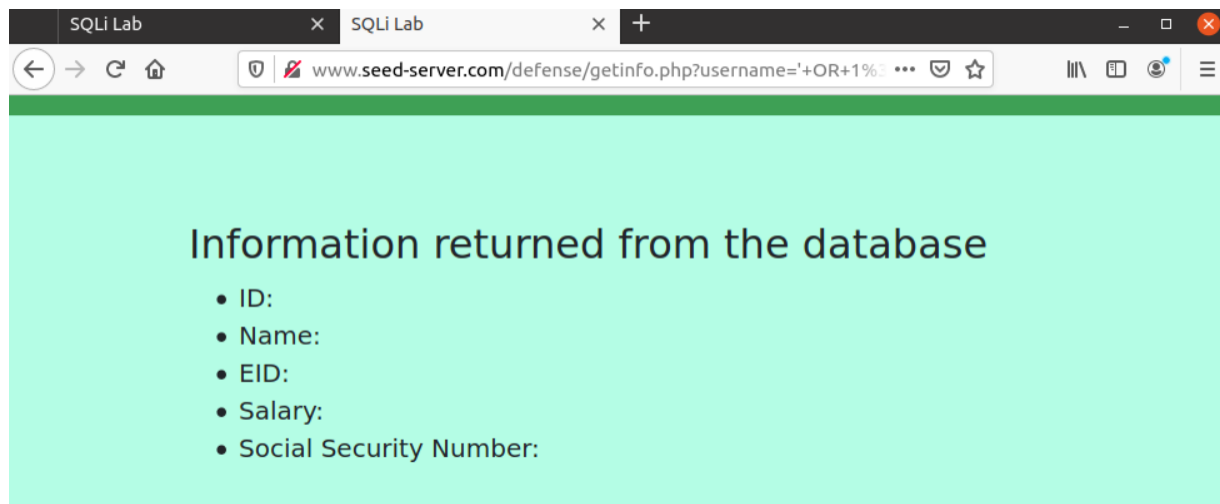 SQLi Lab
SQLi Lab
www.seed-server.com/defense/getinfo.php?username='+OR+1%3
Information returned from the database
• ID:
• Name:
• EID:
• Salary:
• Social Security Number: